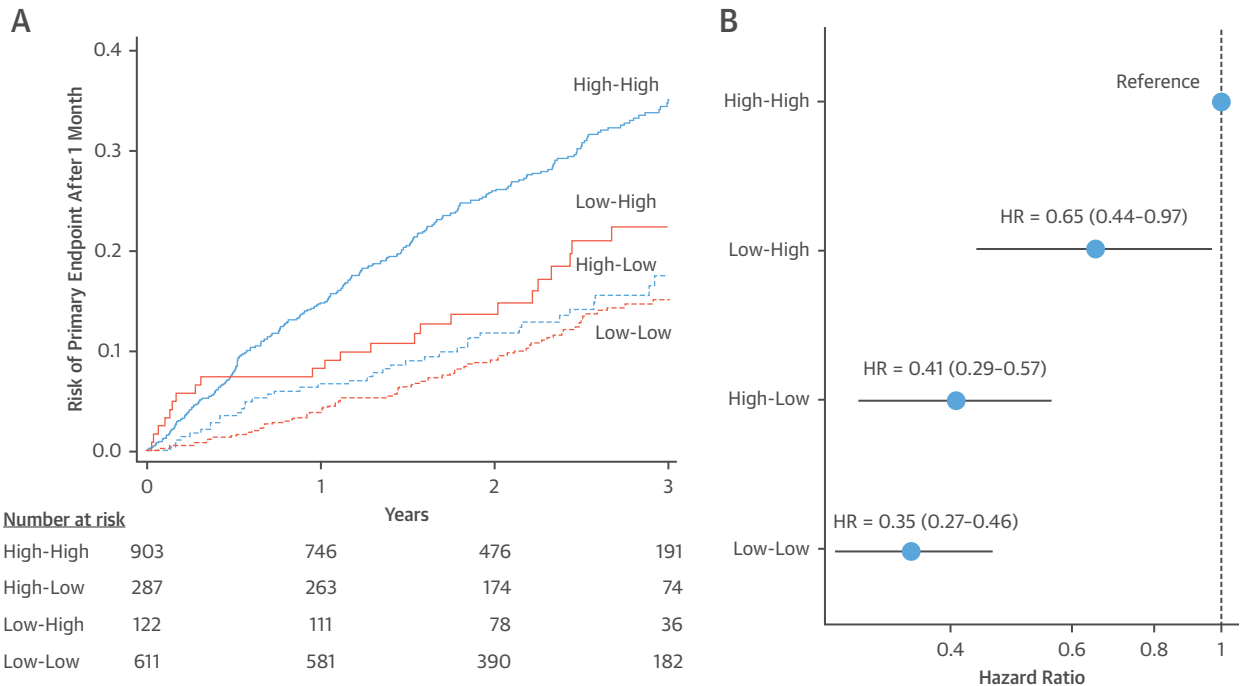 A
Risk of Primary Endpoint After 1 Month
0.4
0.3
0.2
0.1
0.0
High-High
Low-High
High-Low
Low-Low
0 1 2 3
Years
Number at risk
High-High 903 746 476 191
High-Low 287 263 174 74
Low-High 122 111 78 36
Low-Low 611 581 390 182
B
High-High
Reference
Low-High
HR = 0.65 (0.44–0.97)
High-Low
HR = 0.41 (0.29–0.57)
Low-Low
HR = 0.35 (0.27–0.46)
0.4 0.6 0.8 1
Hazard Ratio